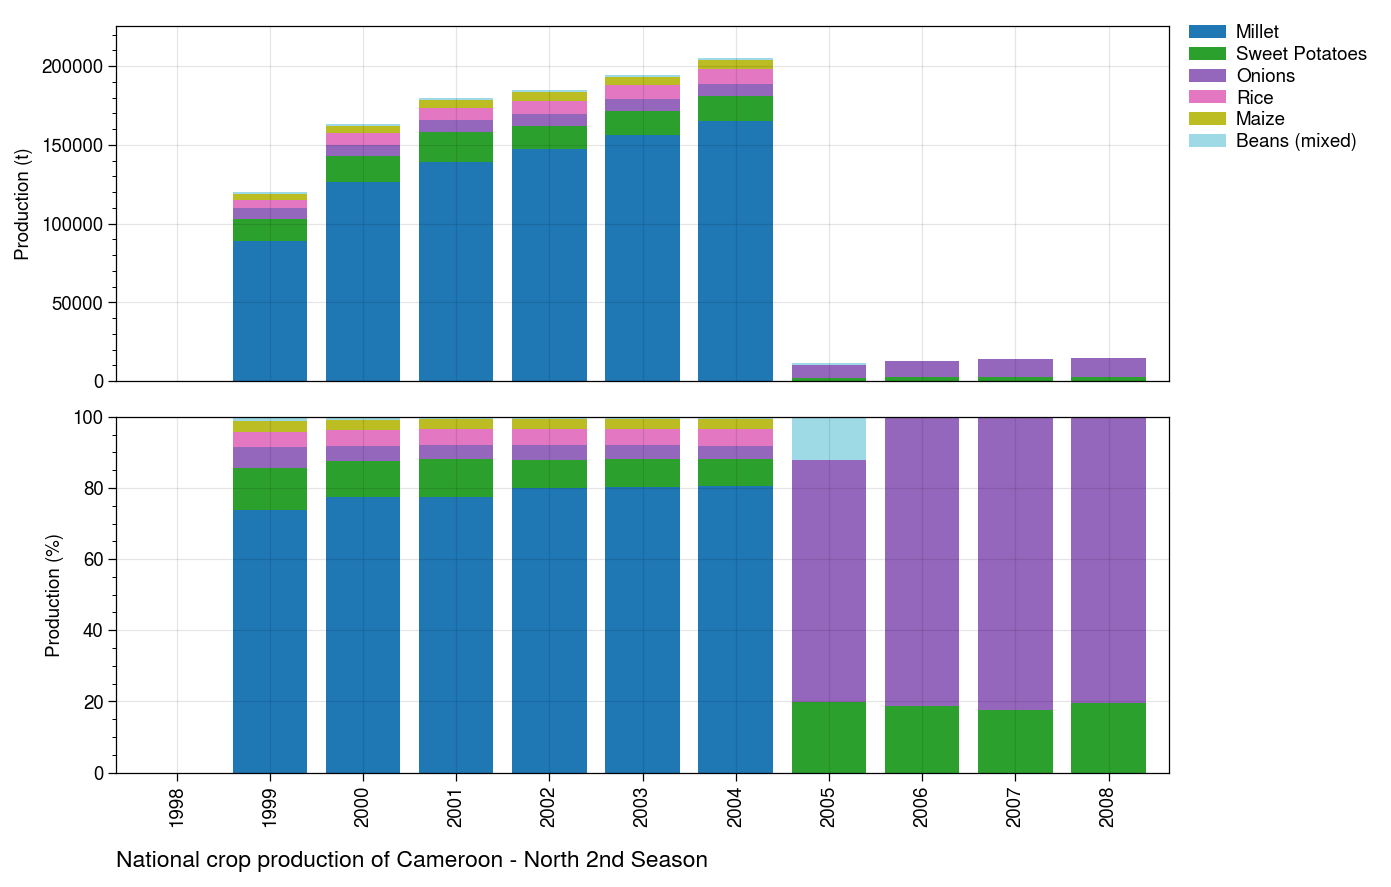 Production (t)
200000
150000
100000
50000
0
Millet
Sweet Potatoes
Onions
Rice
Maize
Beans (mixed)
Production (%)
100
80
60
40
20
0
1998
1999
2000
2001
2002
2003
2004
2005
2006
2007
2008
National crop production of Cameroon - North 2nd Season